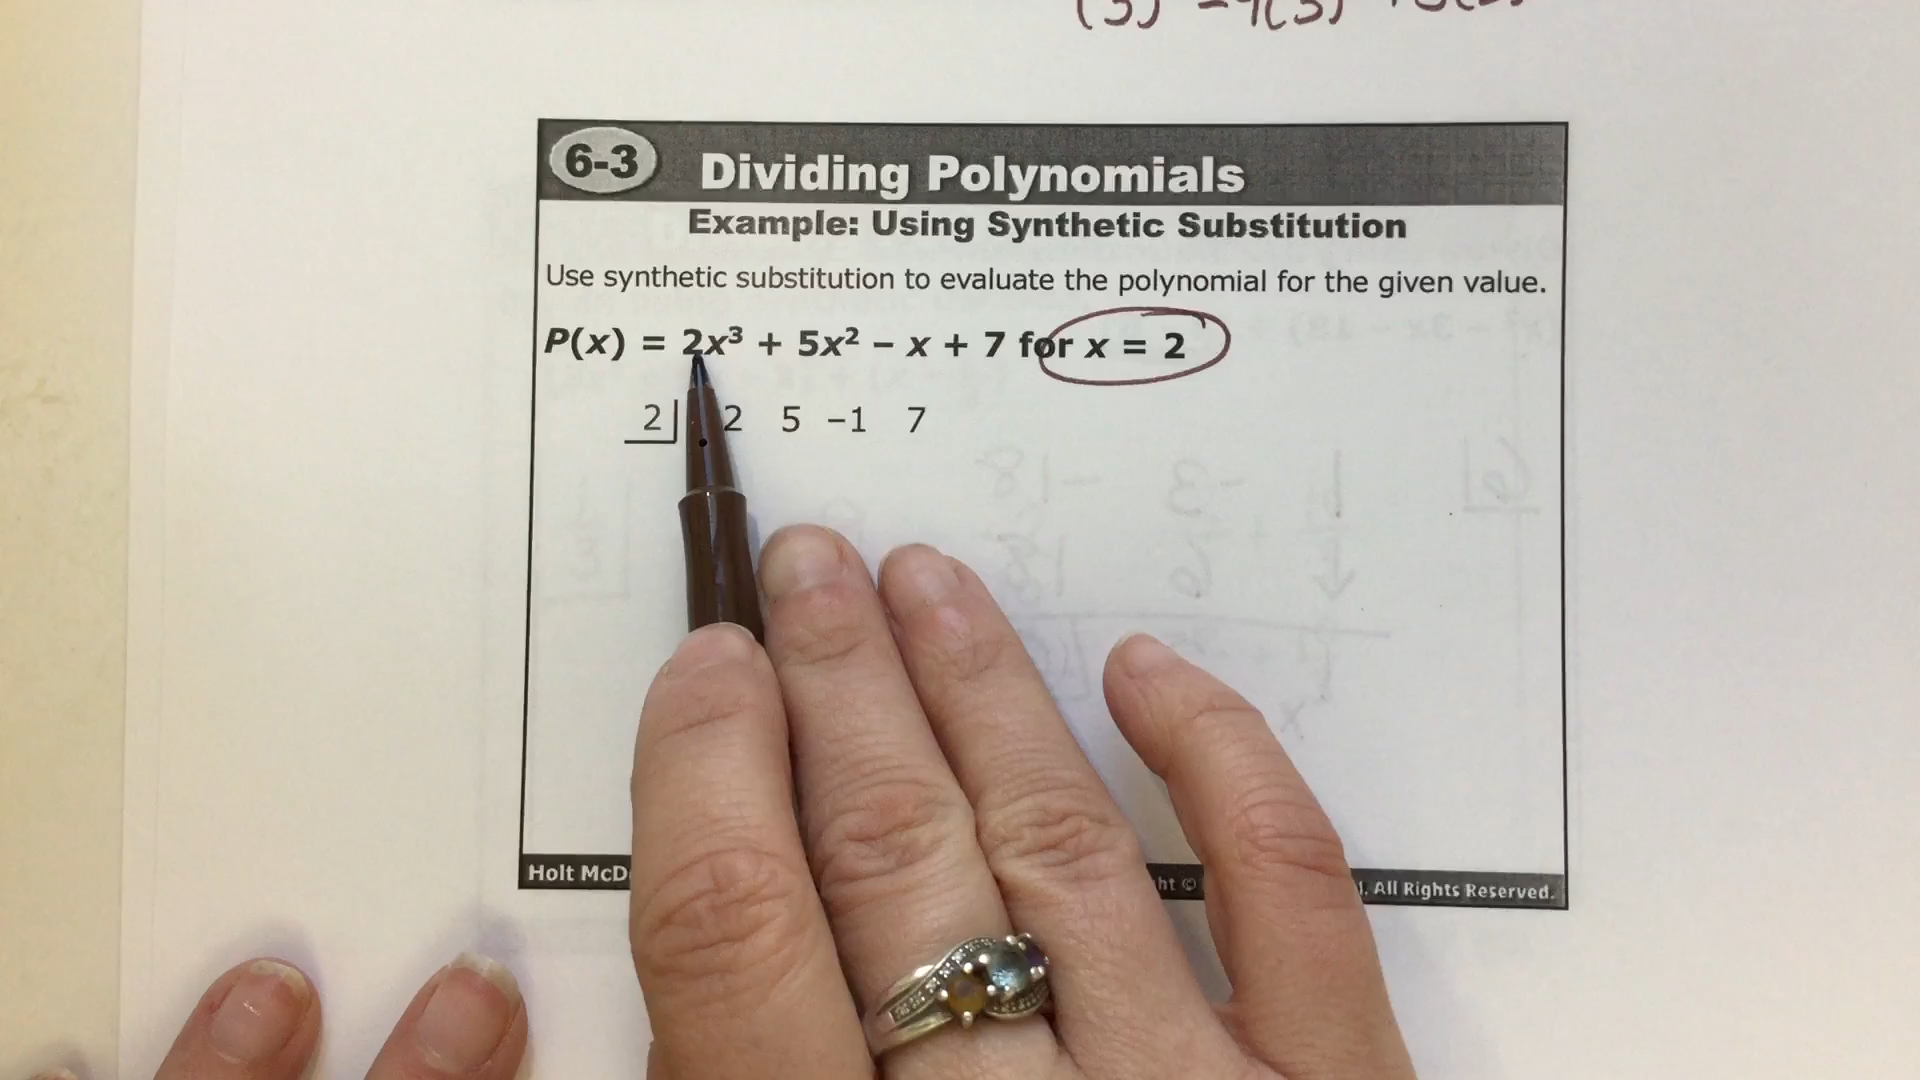 6-3 Dividing Polynomials
Example: Using Synthetic Substitution
Use synthetic substitution to evaluate the polynomial for the given value.
P(x) = 2x³ + 5x² − x + 7 for x = 2
2 2 5 −1 7
Holt All Rights Reserved.